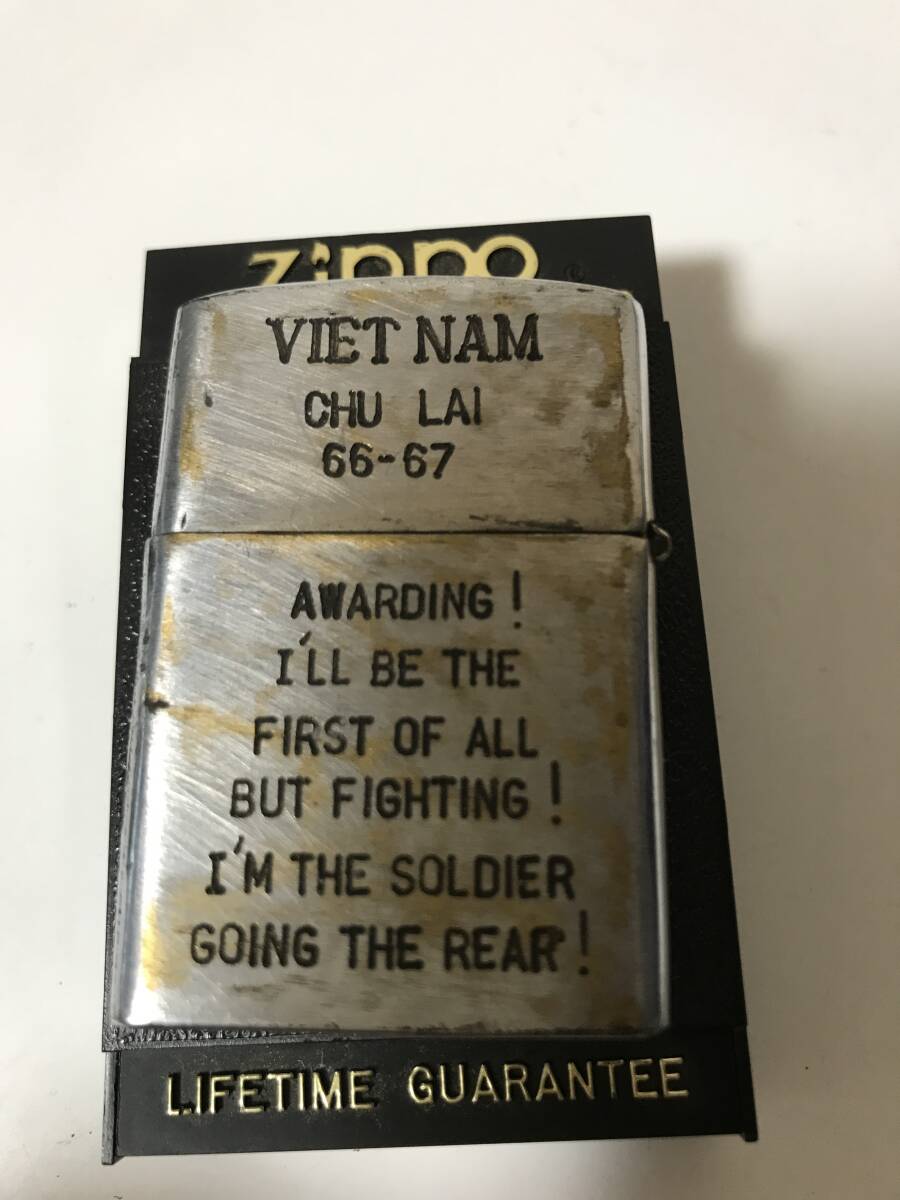 Zippo
VIET NAM
CHU LAI
66-67
AWARDING!
I'LL BE THE
FIRST OF ALL
BUT FIGHTING!
I'M THE SOLDIER
GOING THE REAR!
LIFETIME GUARANTEE